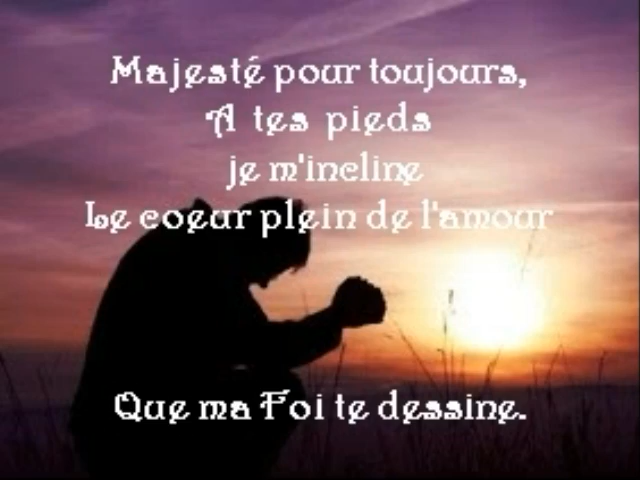 Majesté pour toujours,
A tes pieds
je m'incline
Le coeur plein de l'amour
Que ma Foi te dessine.